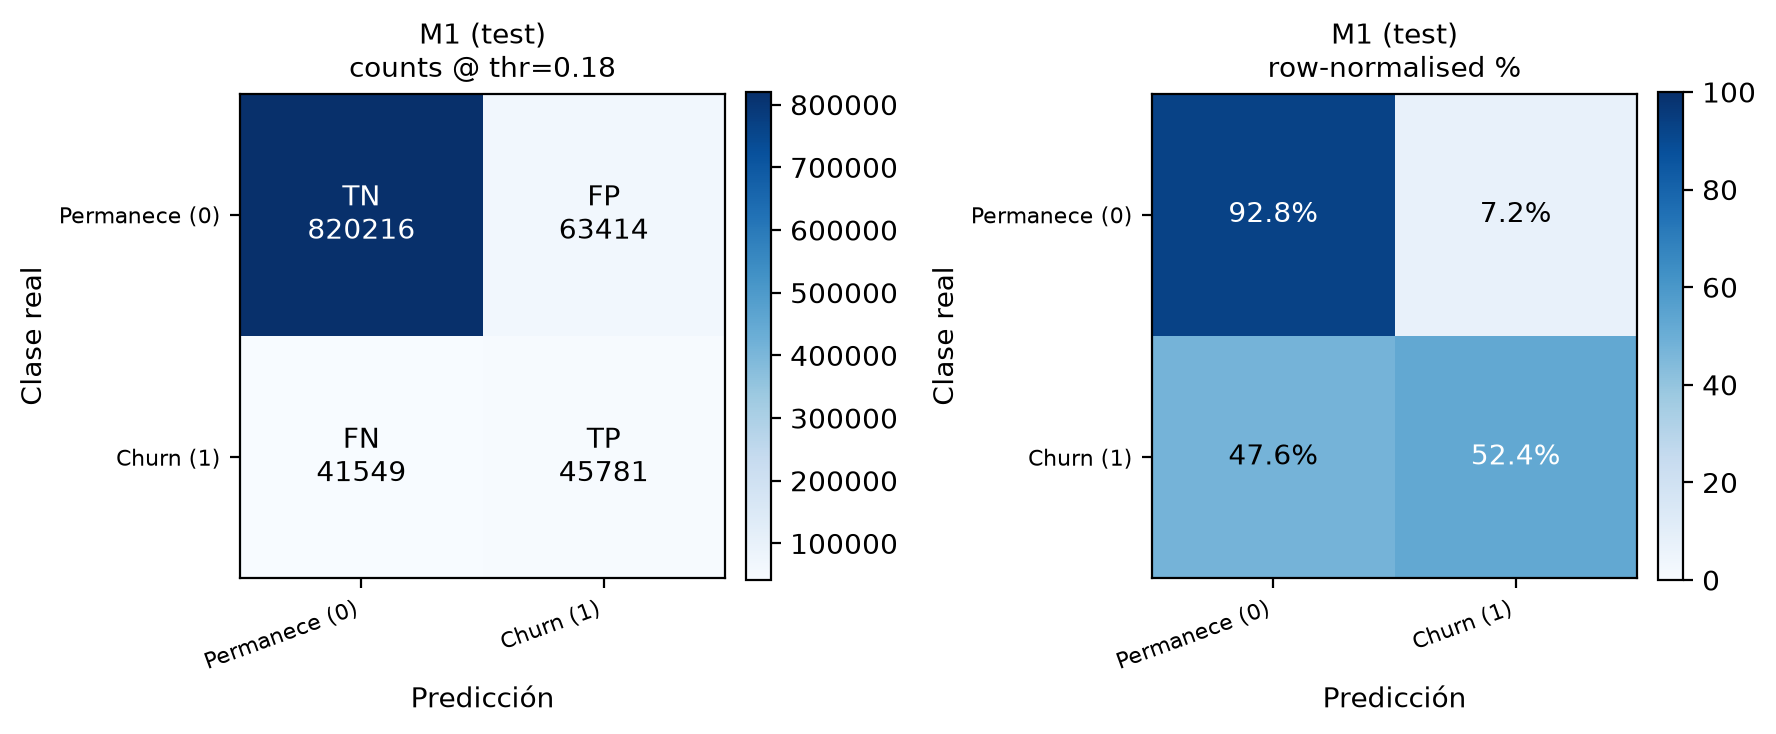 M1 (test)
counts @ thr=0.18
Clase real
Permanece (0)
Churn (1)
TN
820216
FP
63414
FN
41549
TP
45781
Permanece (0)
Churn (1)
Predicción
800000
700000
600000
500000
400000
300000
200000
100000
M1 (test)
row-normalised %
Clase real
Permanece (0)
Churn (1)
92.8%
7.2%
47.6%
52.4%
Permanece (0)
Churn (1)
Predicción
100
80
60
40
20
0